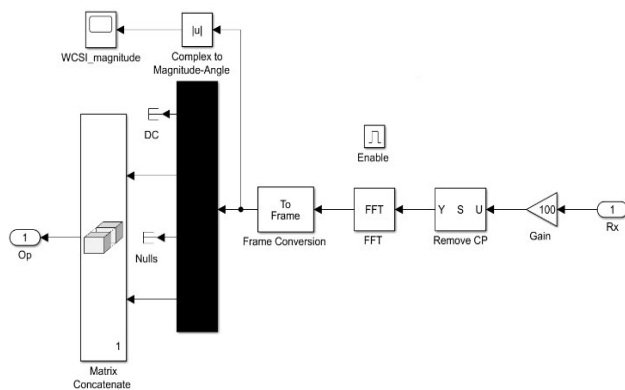 |u|
WCSI_magnitude
Complex to
Magnitude-Angle
DC
Enable
To
Frame
FFT
Y S U
100
1
Frame Conversion
FFT
Remove CP
Gain
Rx
1
Op
Nulls
1
Matrix
Concatenate